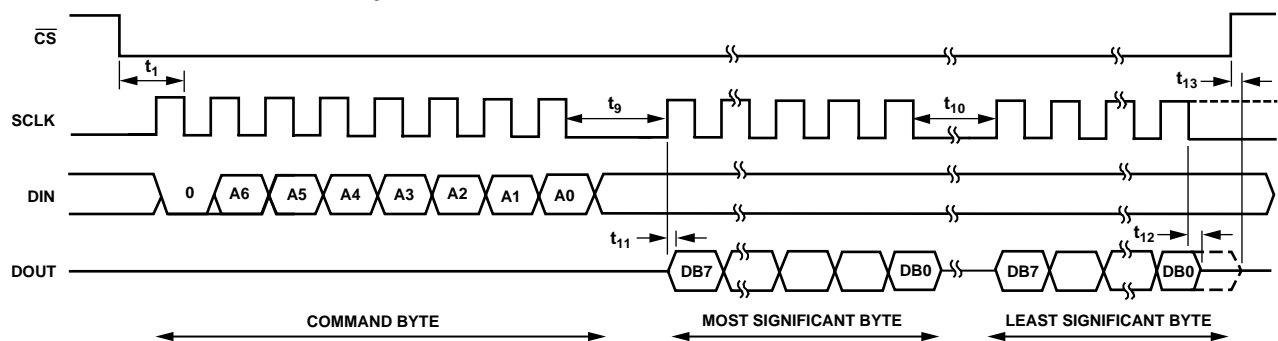 CS
t1
t13
SCLK
t9
t10
DIN
0 A6 A5 A4 A3 A2 A1 A0
t11
t12
DOUT
DB7 DB0 DB7 DB0
COMMAND BYTE MOST SIGNIFICANT BYTE LEAST SIGNIFICANT BYTE